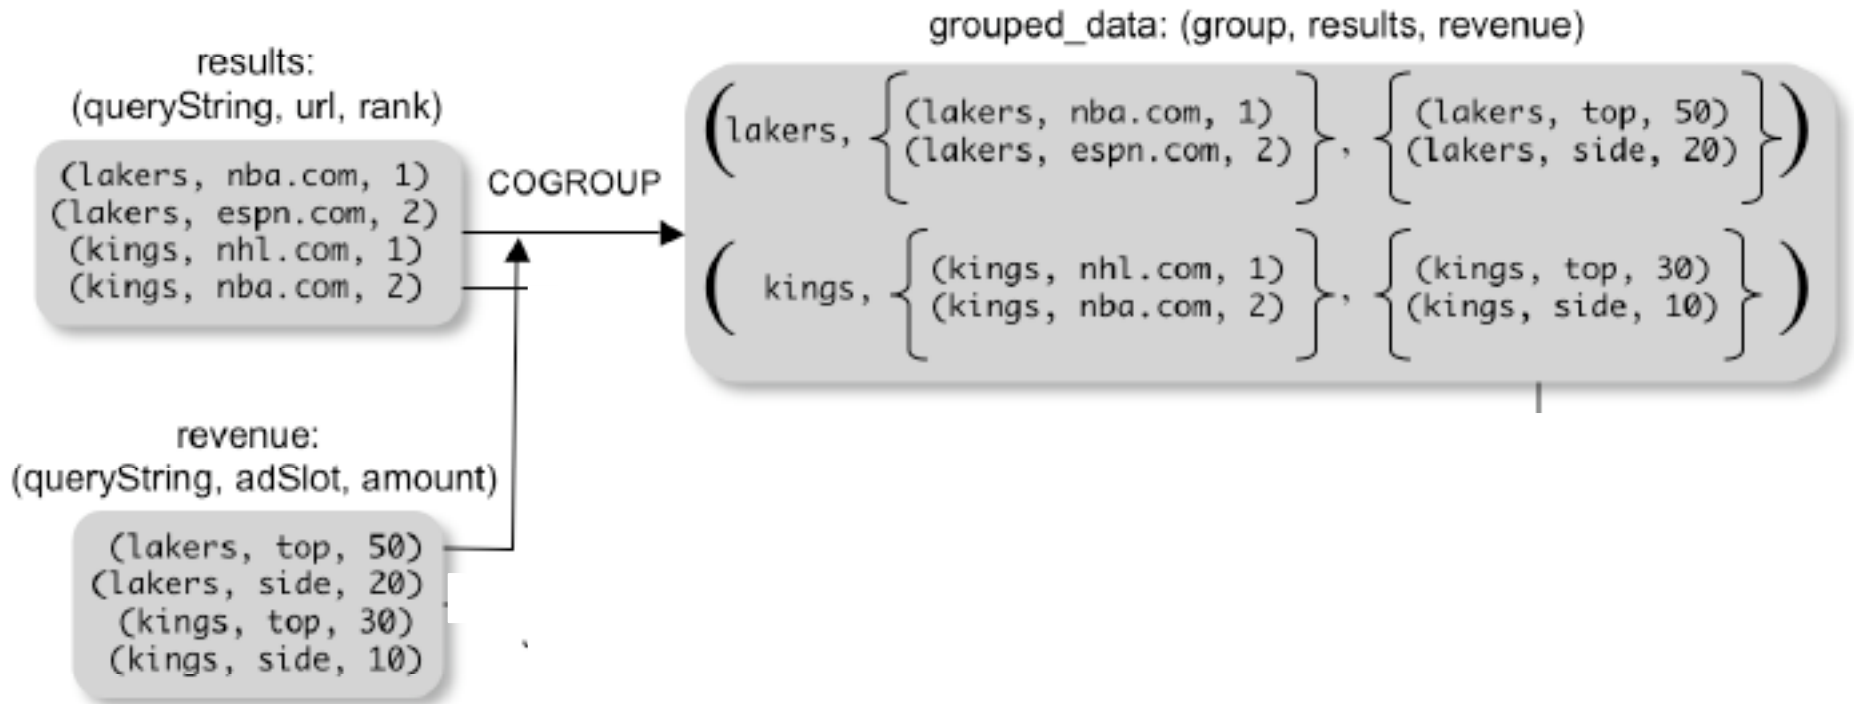 results:
(queryString, url, rank)
(lakers, nba.com, 1)
(lakers, espn.com, 2)
(kings, nhl.com, 1)
(kings, nba.com, 2)
COGROUP
revenue:
(queryString, adSlot, amount)
(lakers, top, 50)
(lakers, side, 20)
(kings, top, 30)
(kings, side, 10)
grouped_data: (group, results, revenue)
(lakers, {(lakers, nba.com, 1)
(lakers, espn.com, 2)}, {(lakers, top, 50)
(lakers, side, 20)})
(kings, {(kings, nhl.com, 1)
(kings, nba.com, 2)}, {(kings, top, 30)
(kings, side, 10)})